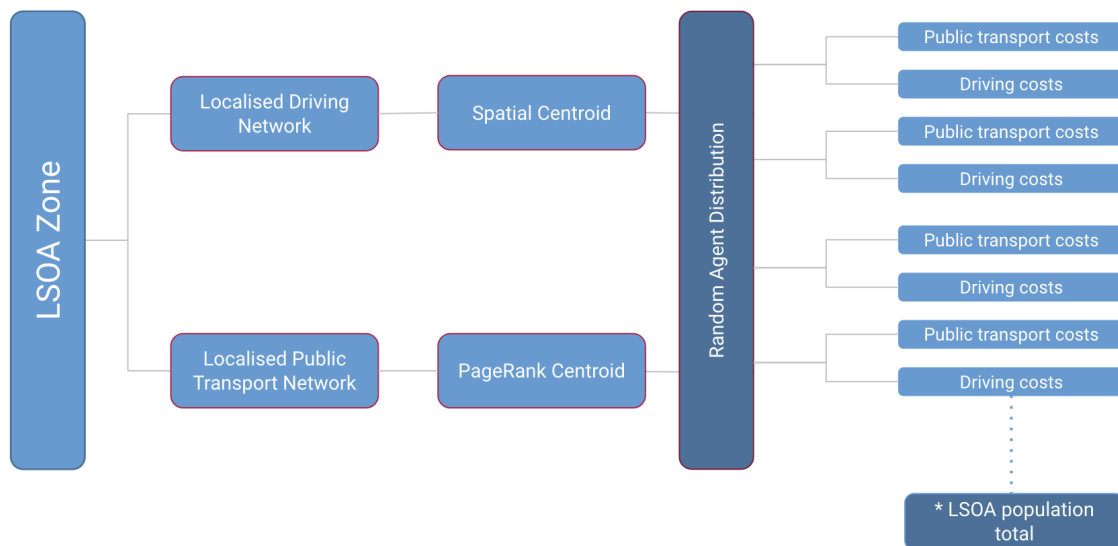 LSOA Zone
Localised Driving
Network
Spatial Centroid
Localised Public
Transport Network
PageRank Centroid
Random Agent Distribution
Public transport costs
Driving costs
Public transport costs
Driving costs
Public transport costs
Driving costs
Public transport costs
Driving costs
* LSOA population
total